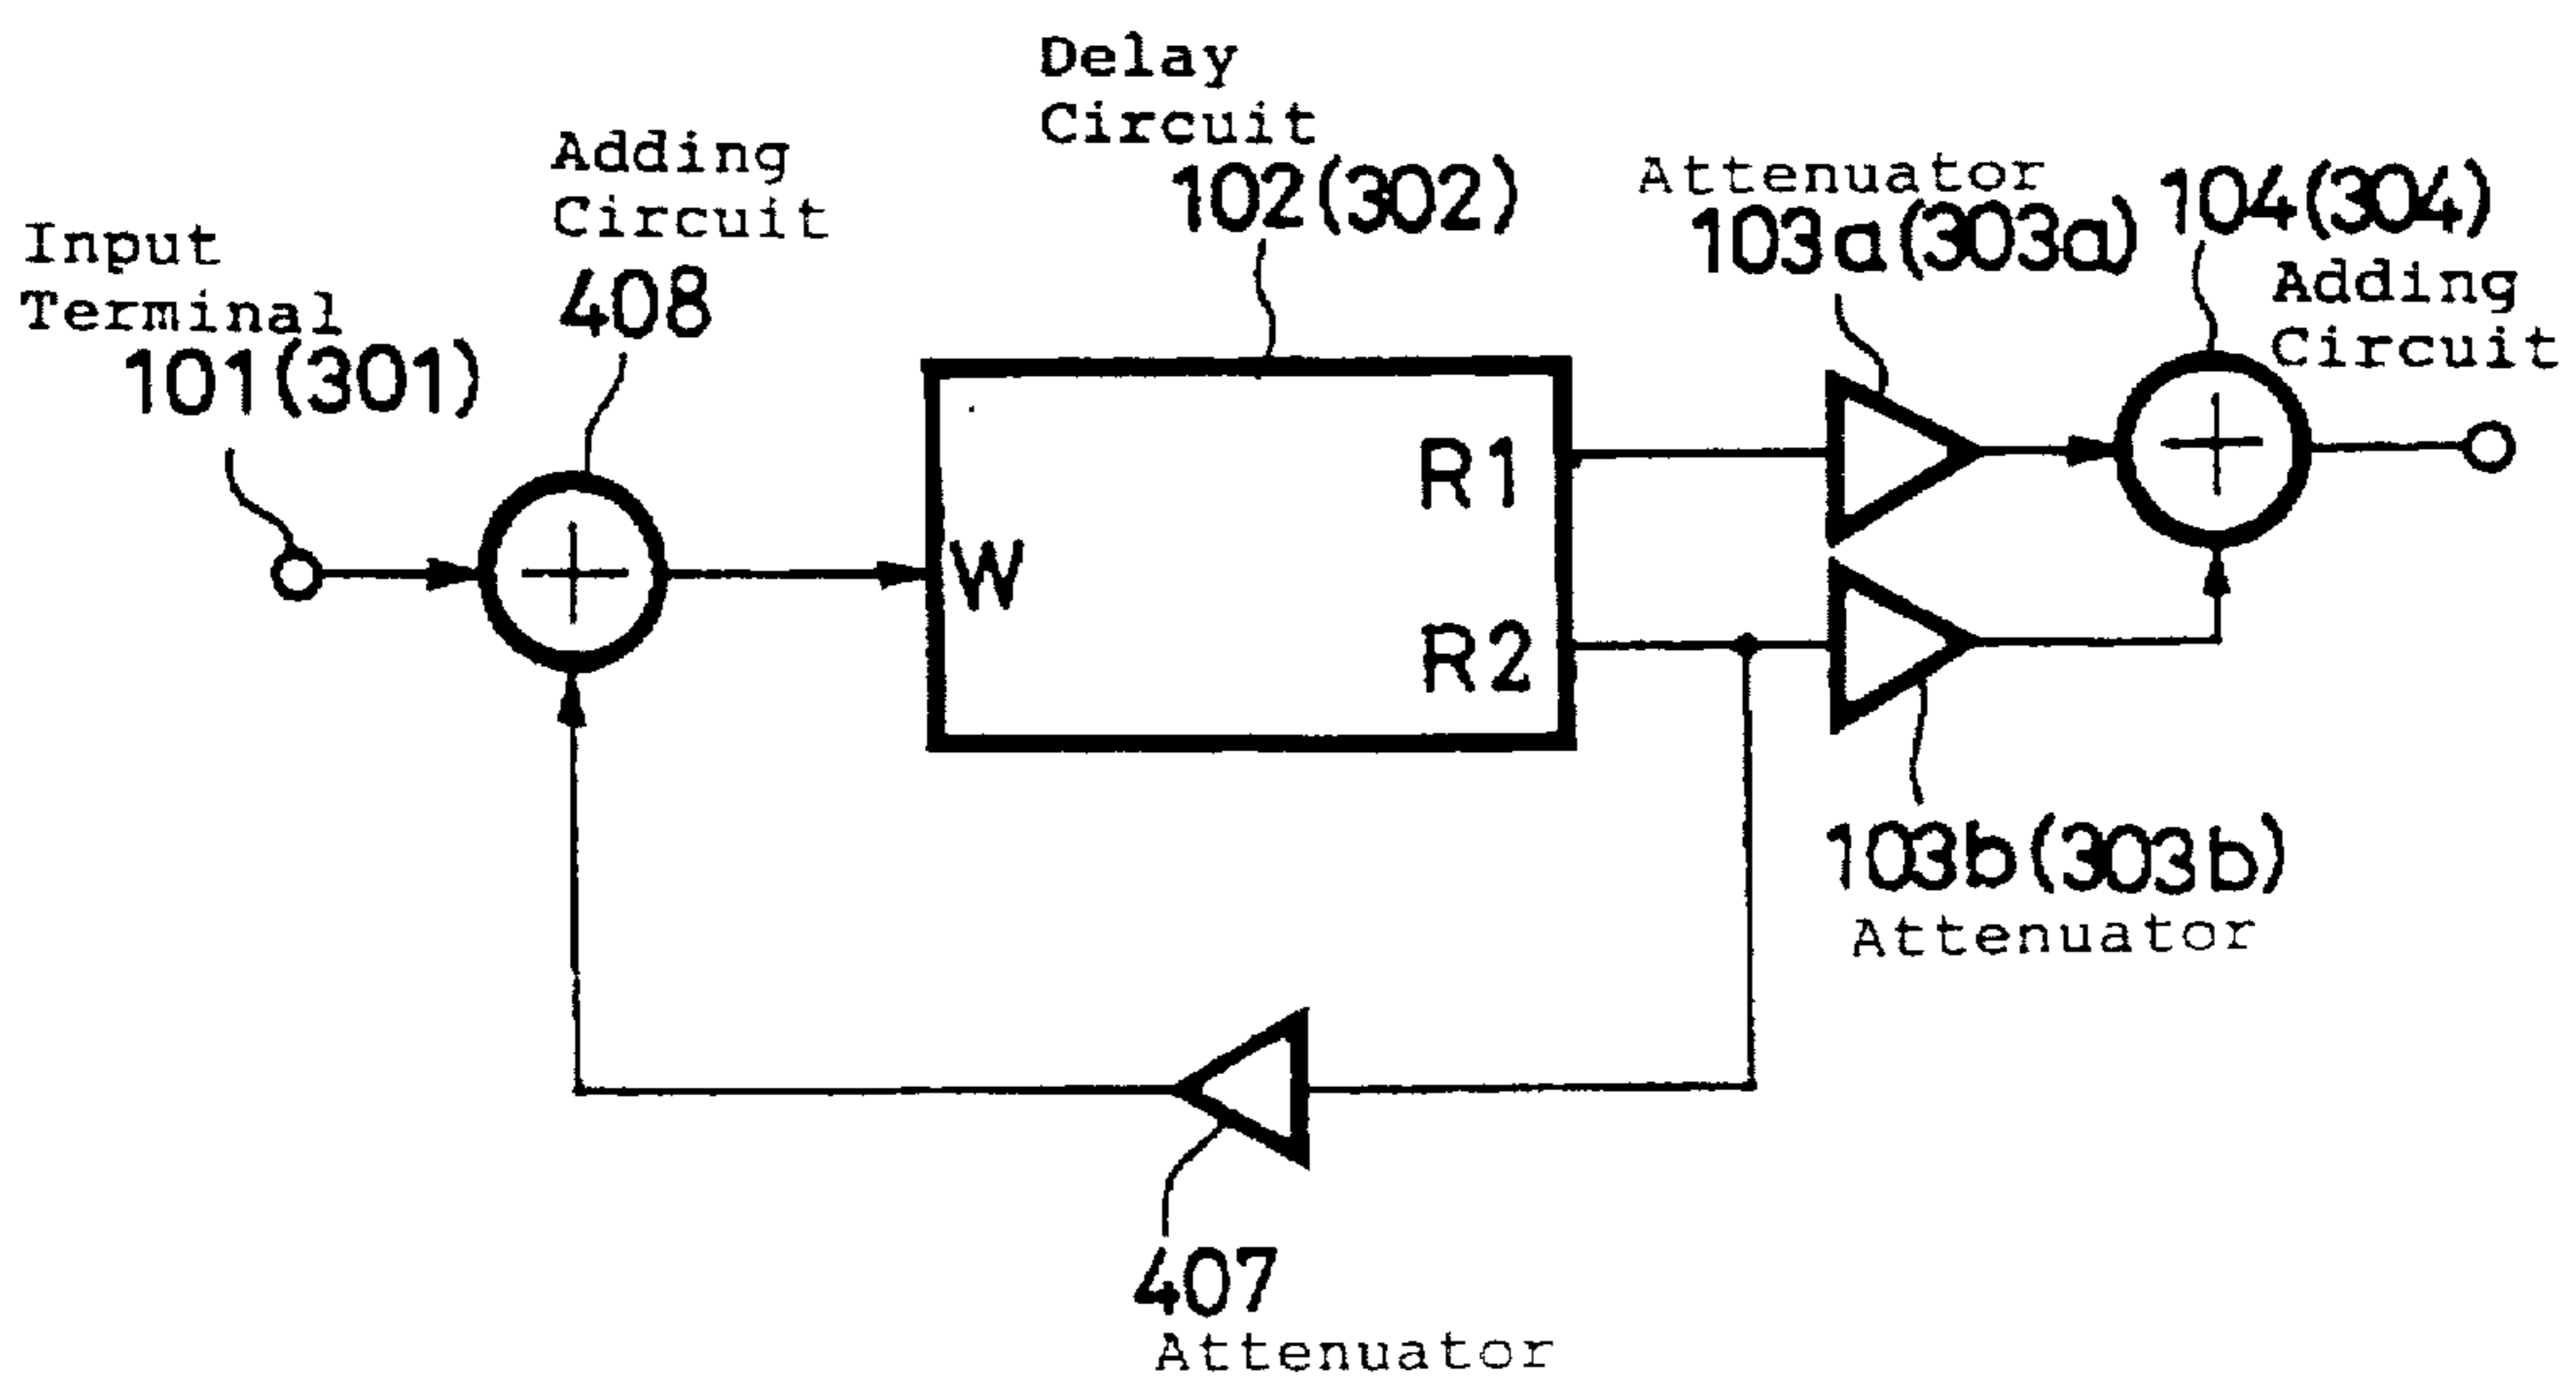 Delay
Circuit
102(302)
Adding
Circuit
408
Input
Terminal
101(301)
Attenuator
103a(303a)
104(304)
Adding
Circuit
W
R1
R2
103b(303b)
Attenuator
407
Attenuator